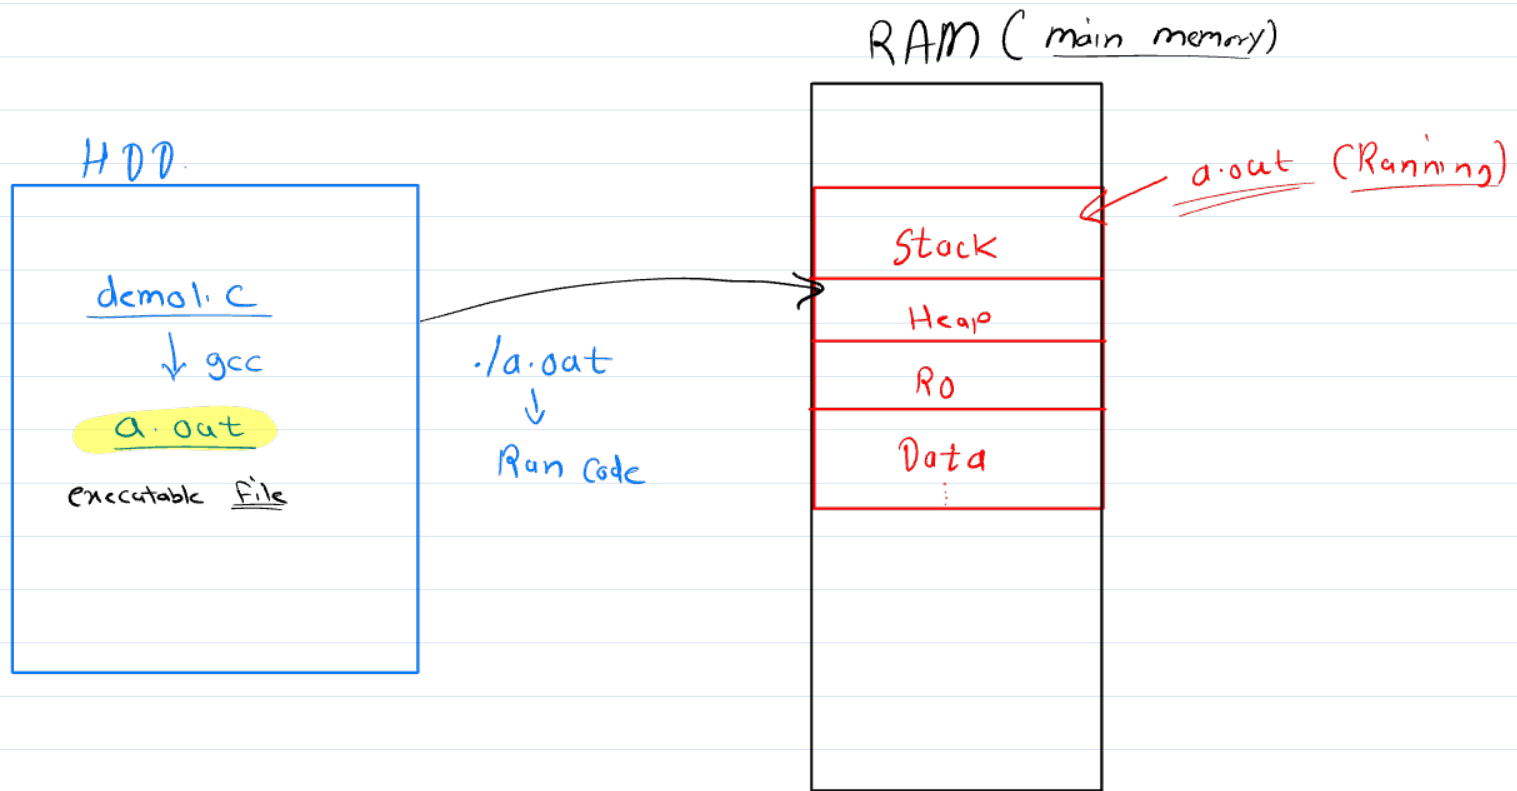 RAM (main memory)
HDD
demo1.c
↓ gcc
a.out
executable file
./a.out
↓
Run code
a.out (Running)
Stack
Heap
RO
Data